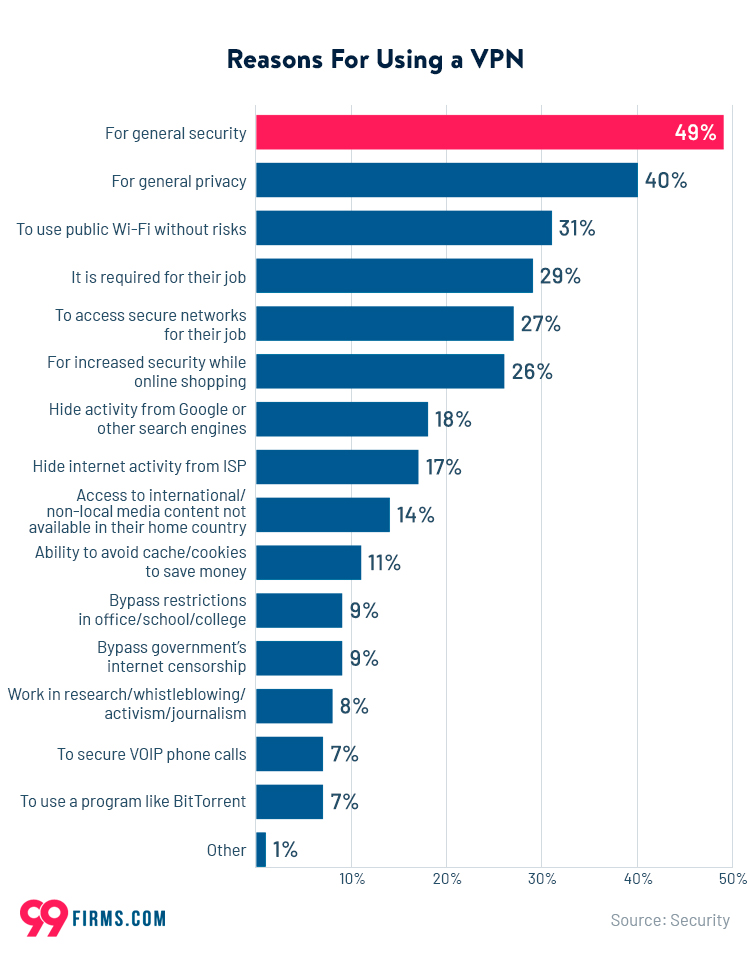 Reasons For Using a VPN
For general security
49%
For general privacy
40%
To use public Wi-Fi without risks
31%
It is required for their job
29%
To access secure networks
for their job
27%
For increased security while
online shopping
26%
Hide activity from Google or
other search engines
18%
Hide internet activity from ISP
17%
Access to international/
non-local media content not
available in their home country
14%
Ability to avoid cache/cookies
to save money
11%
Bypass restrictions
in office/school/college
9%
Bypass government's
internet censorship
9%
Work in research/whistleblowing/
activism/journalism
8%
To secure VOIP phone calls
7%
To use a program like BitTorrent
7%
Other
1%
10% 20% 30% 40% 50%
99FIRMS.COM
Source: Security